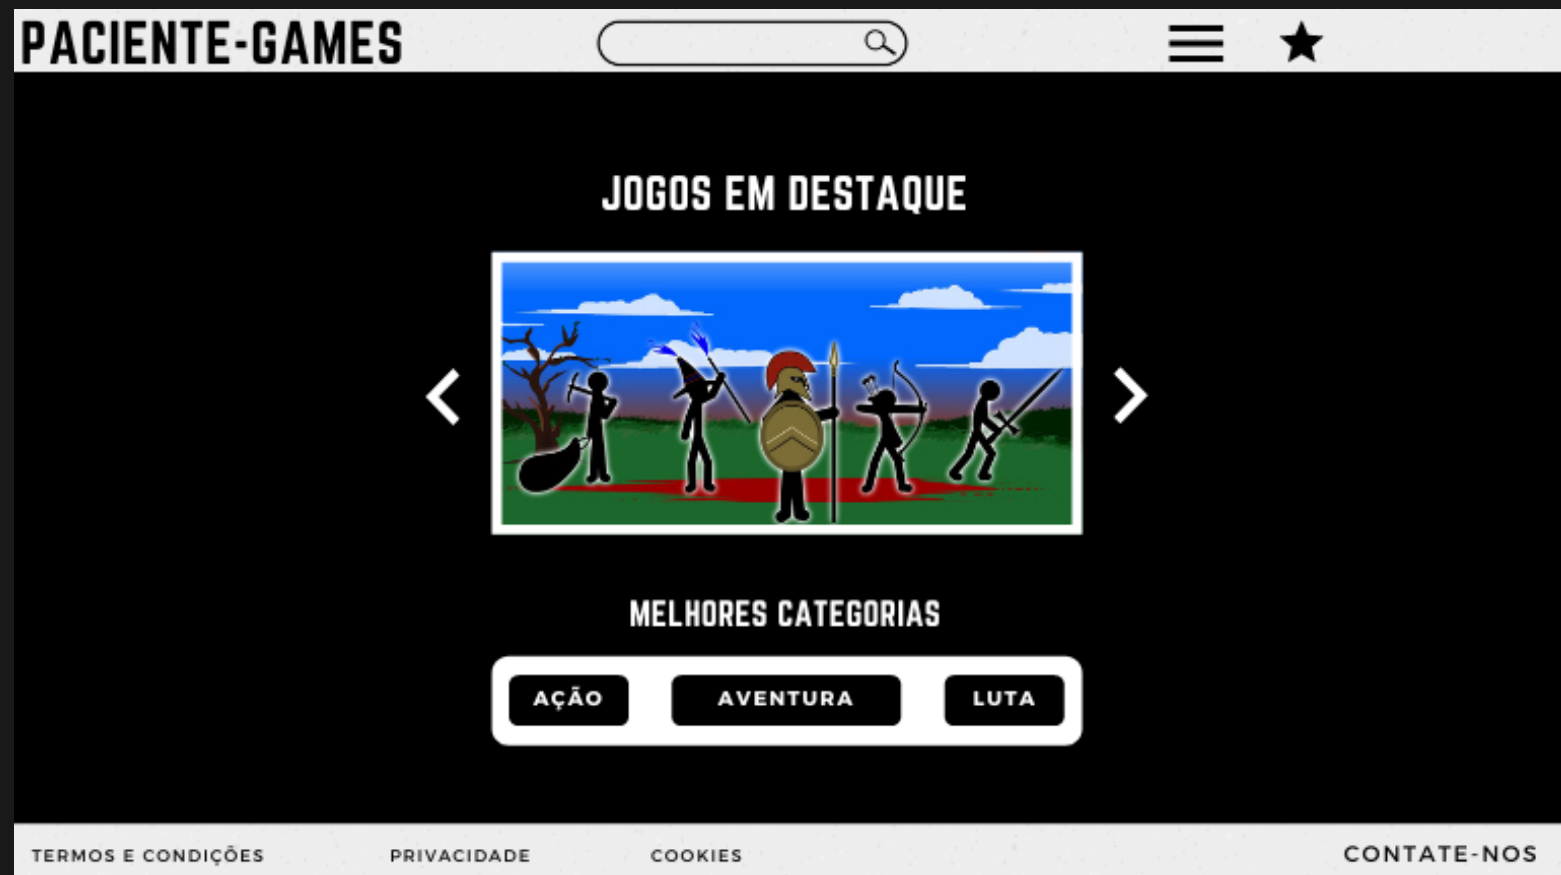 PACIENTE-GAMES
JOGOS EM DESTAQUE
MELHORES CATEGORIAS
AÇÃO AVENTURA LUTA
TERMOS E CONDIÇÕES PRIVACIDADE COOKIES CONTATE-NOS